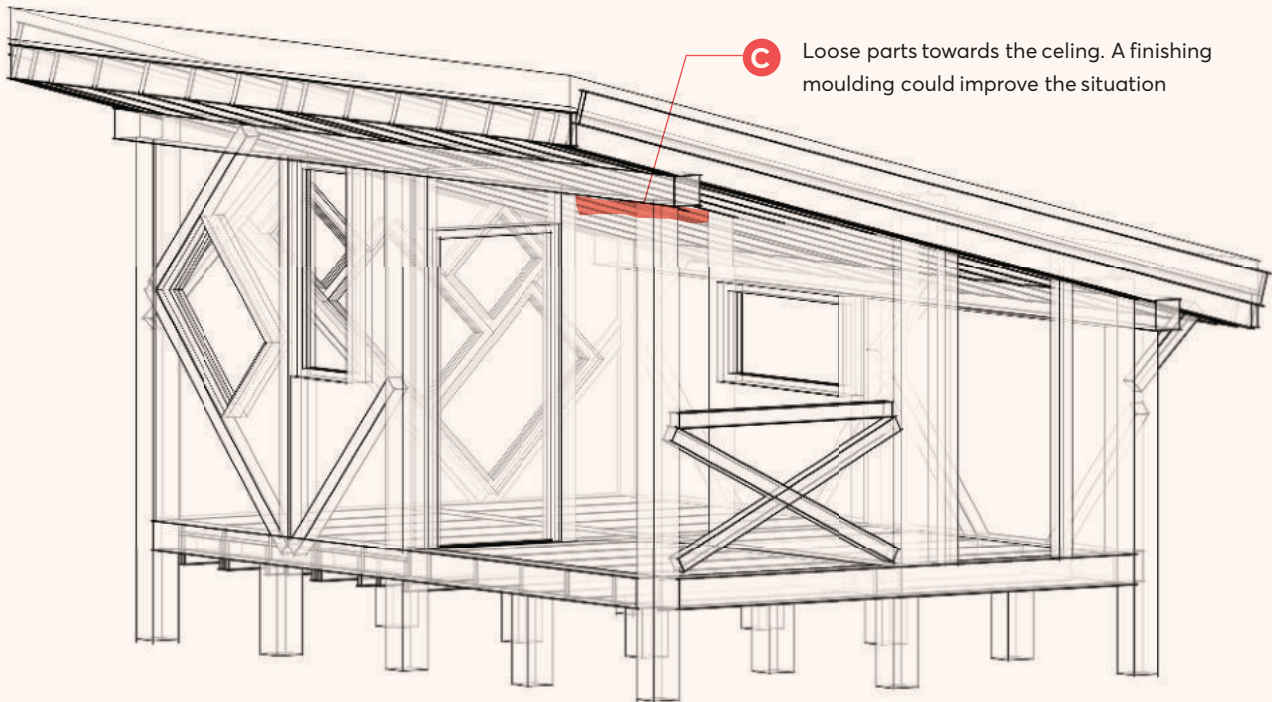 C
Loose parts towards the celing. A finishing
moulding could improve the situation